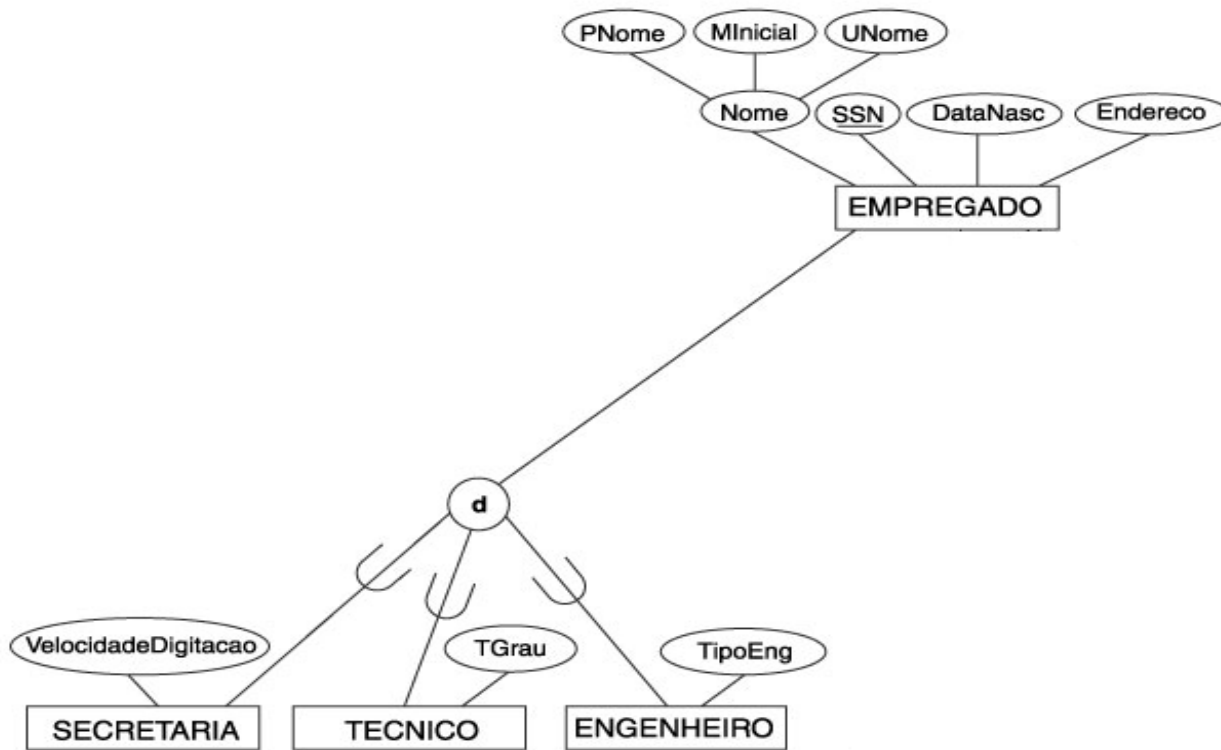 PNome MInicial UNome
Nome SSN DataNasc Endereco
EMPREGADO
d
VelocidadeDigitacao TGrau TipoEng
SECRETARIA TECNICO ENGENHEIRO